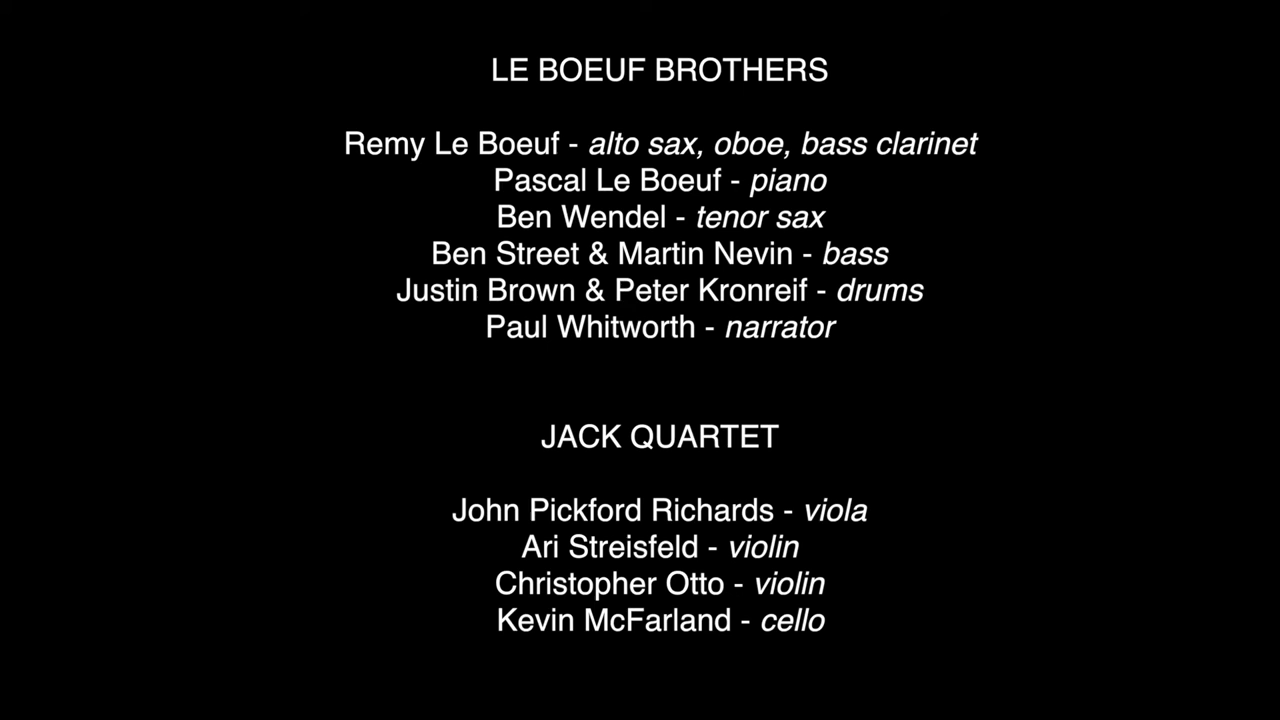 LE BOEUF BROTHERS
Remy Le Boeuf - alto sax, oboe, bass clarinet
Pascal Le Boeuf - piano
Ben Wendel - tenor sax
Ben Street & Martin Nevin - bass
Justin Brown & Peter Kronreif - drums
Paul Whitworth - narrator
JACK QUARTET
John Pickford Richards - viola
Ari Streisfeld - violin
Christopher Otto - violin
Kevin McFarland - cello